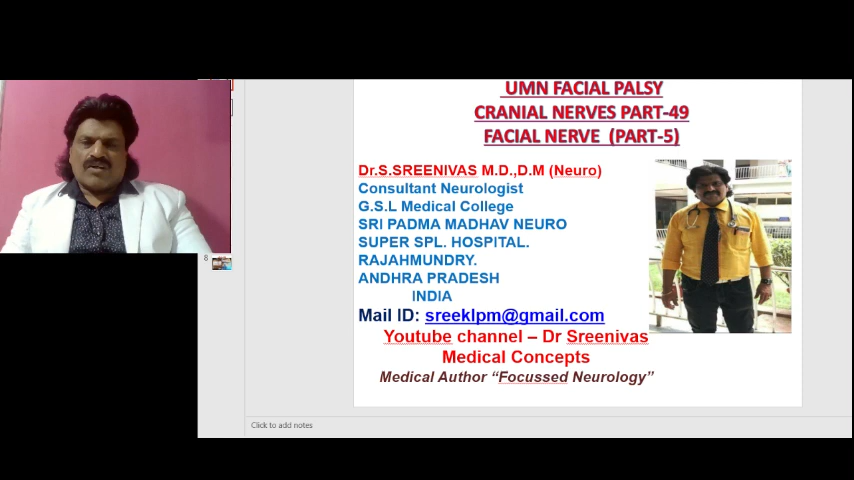 UMN FACIAL PALSY
CRANIAL NERVES PART-49
FACIAL NERVE (PART-5)
Dr.S.SREENIVAS M.D.,D.M (Neuro)
Consultant Neurologist
G.S.L Medical College
SRI PADMA MADHAV NEURO
SUPER SPL. HOSPITAL.
RAJAHMUNDRY.
ANDHRA PRADESH
INDIA
Mail ID: sreeklpm@gmail.com
Youtube channel – Dr Sreenivas
Medical Concepts
Medical Author “Focussed Neurology”
8
Click to add notes